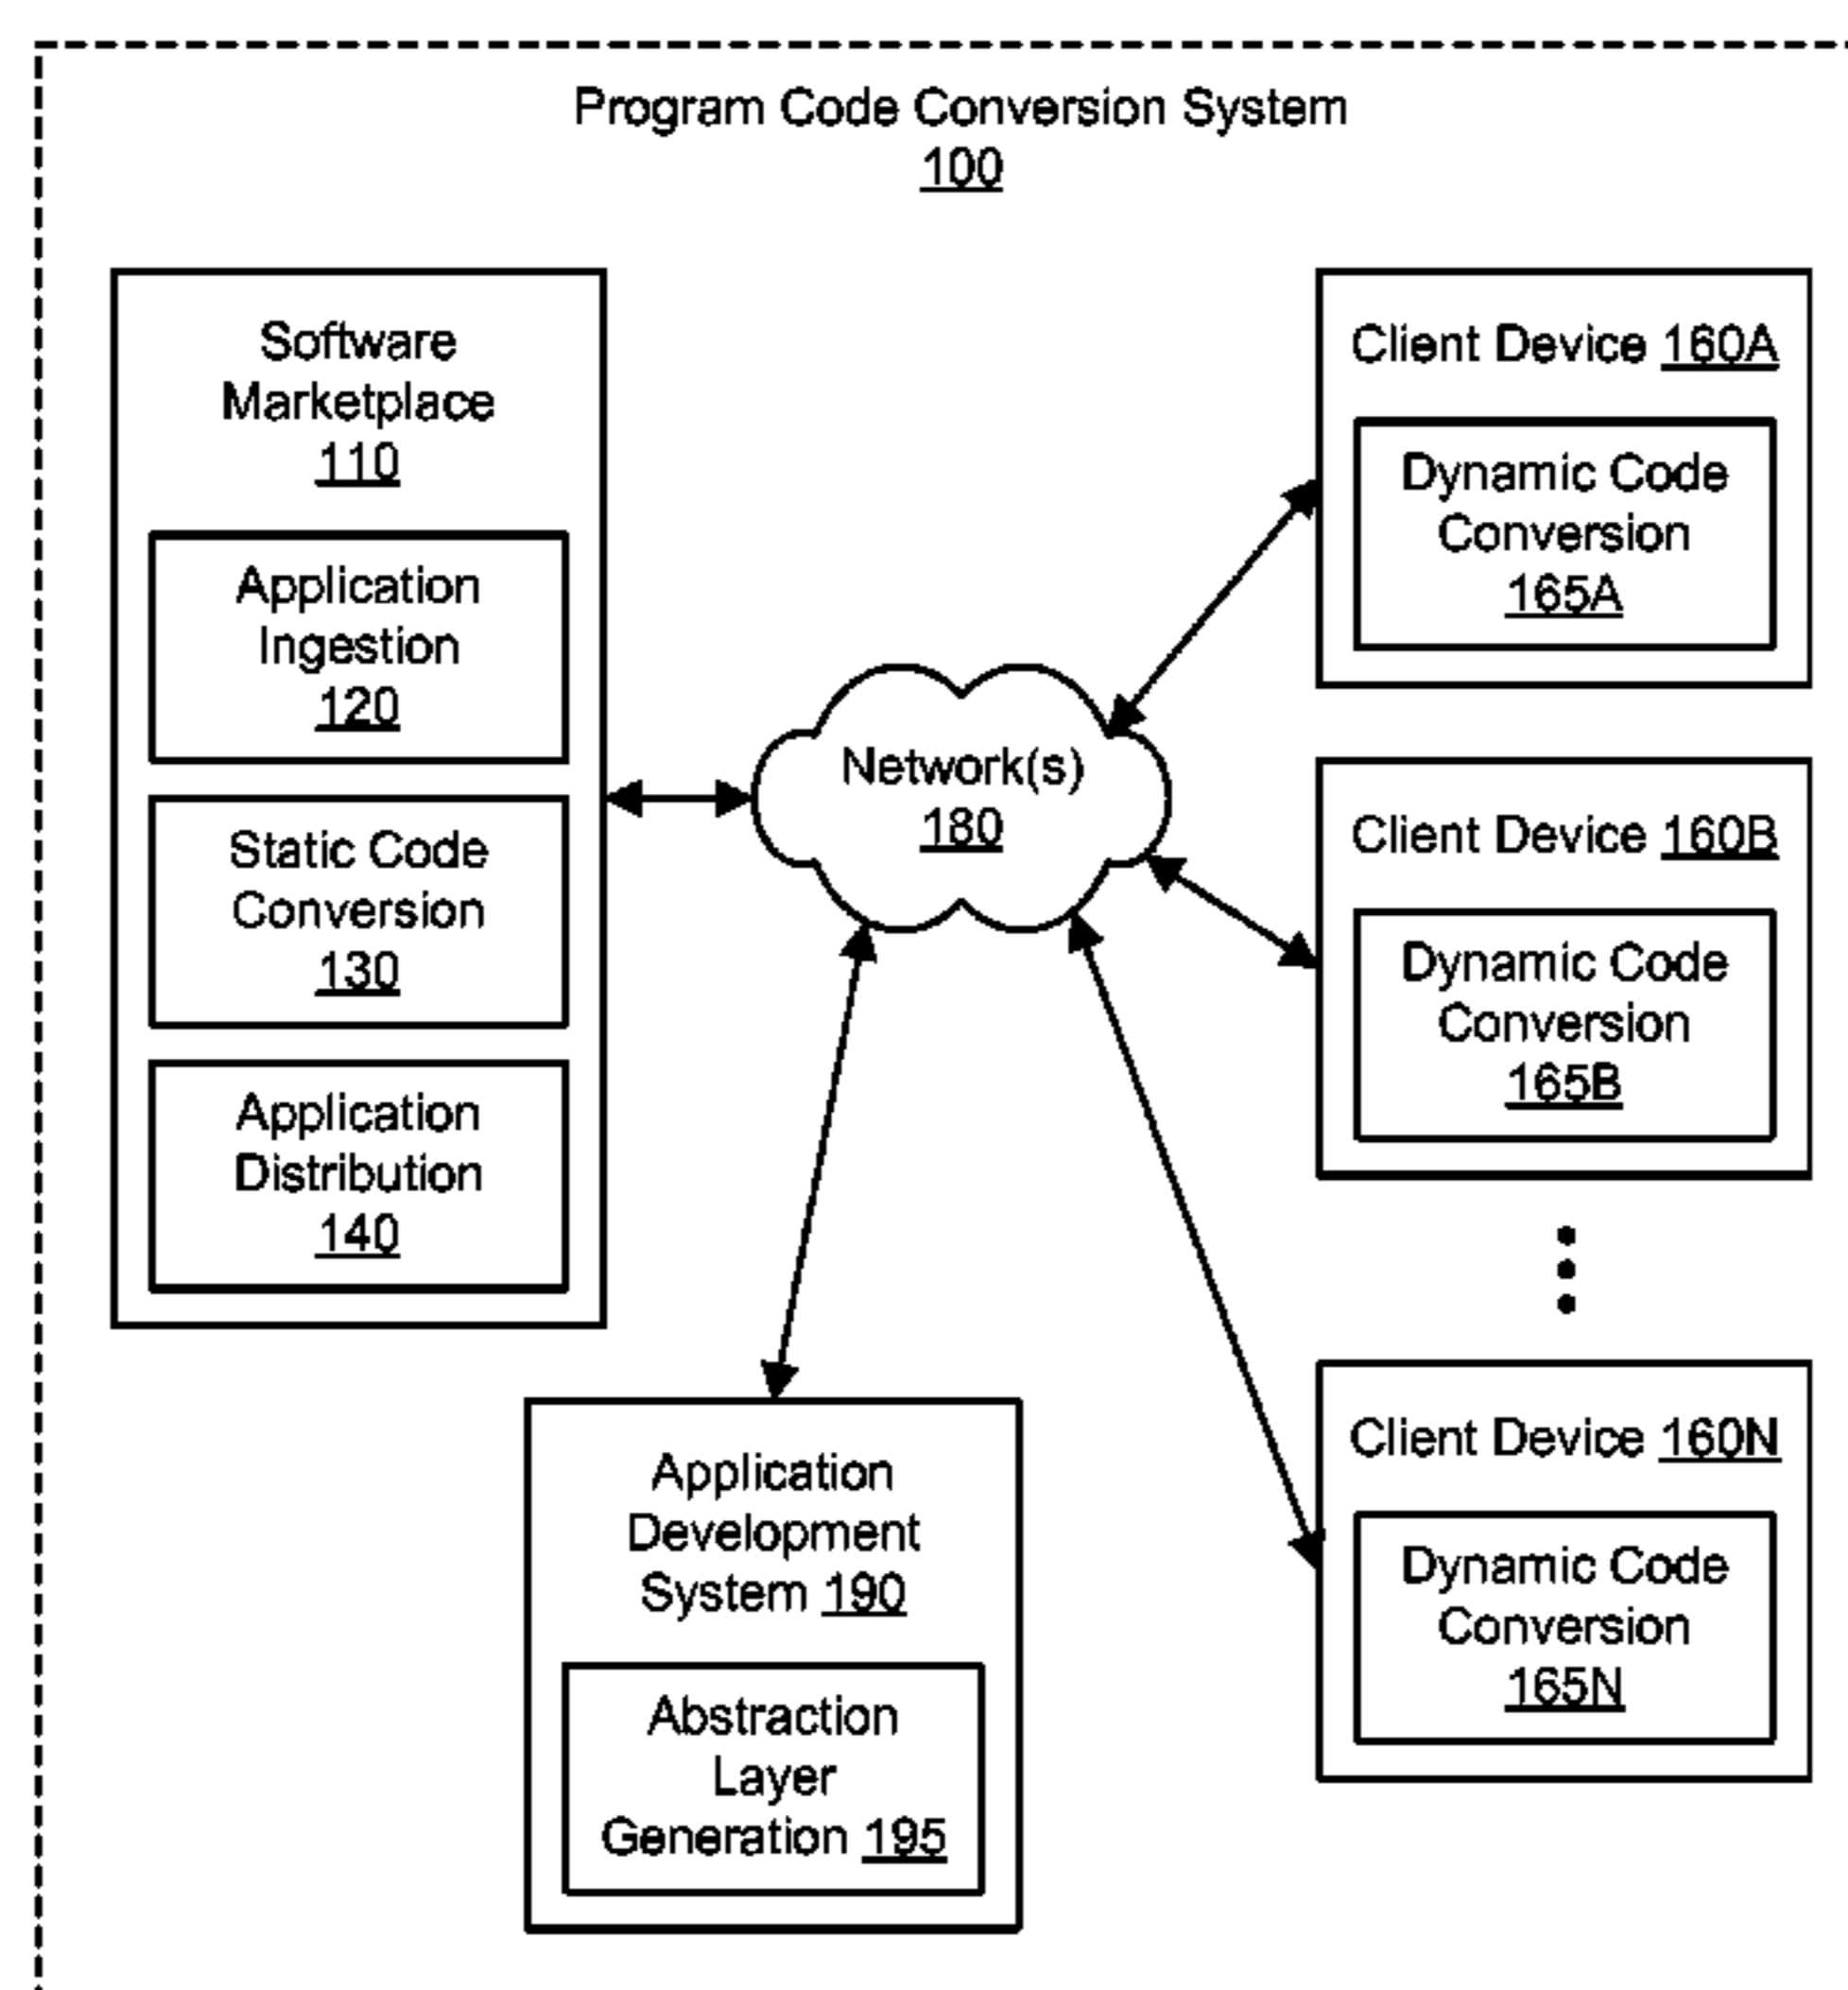 Program Code Conversion System
100
Software
Marketplace
110
Application
Ingestion
120
Static Code
Conversion
130
Application
Distribution
140
Network(s)
180
Client Device 160A
Dynamic Code
Conversion
165A
Client Device 160B
Dynamic Code
Conversion
165B
Client Device 160N
Dynamic Code
Conversion
165N
Application
Development
System 190
Abstraction
Layer
Generation 195